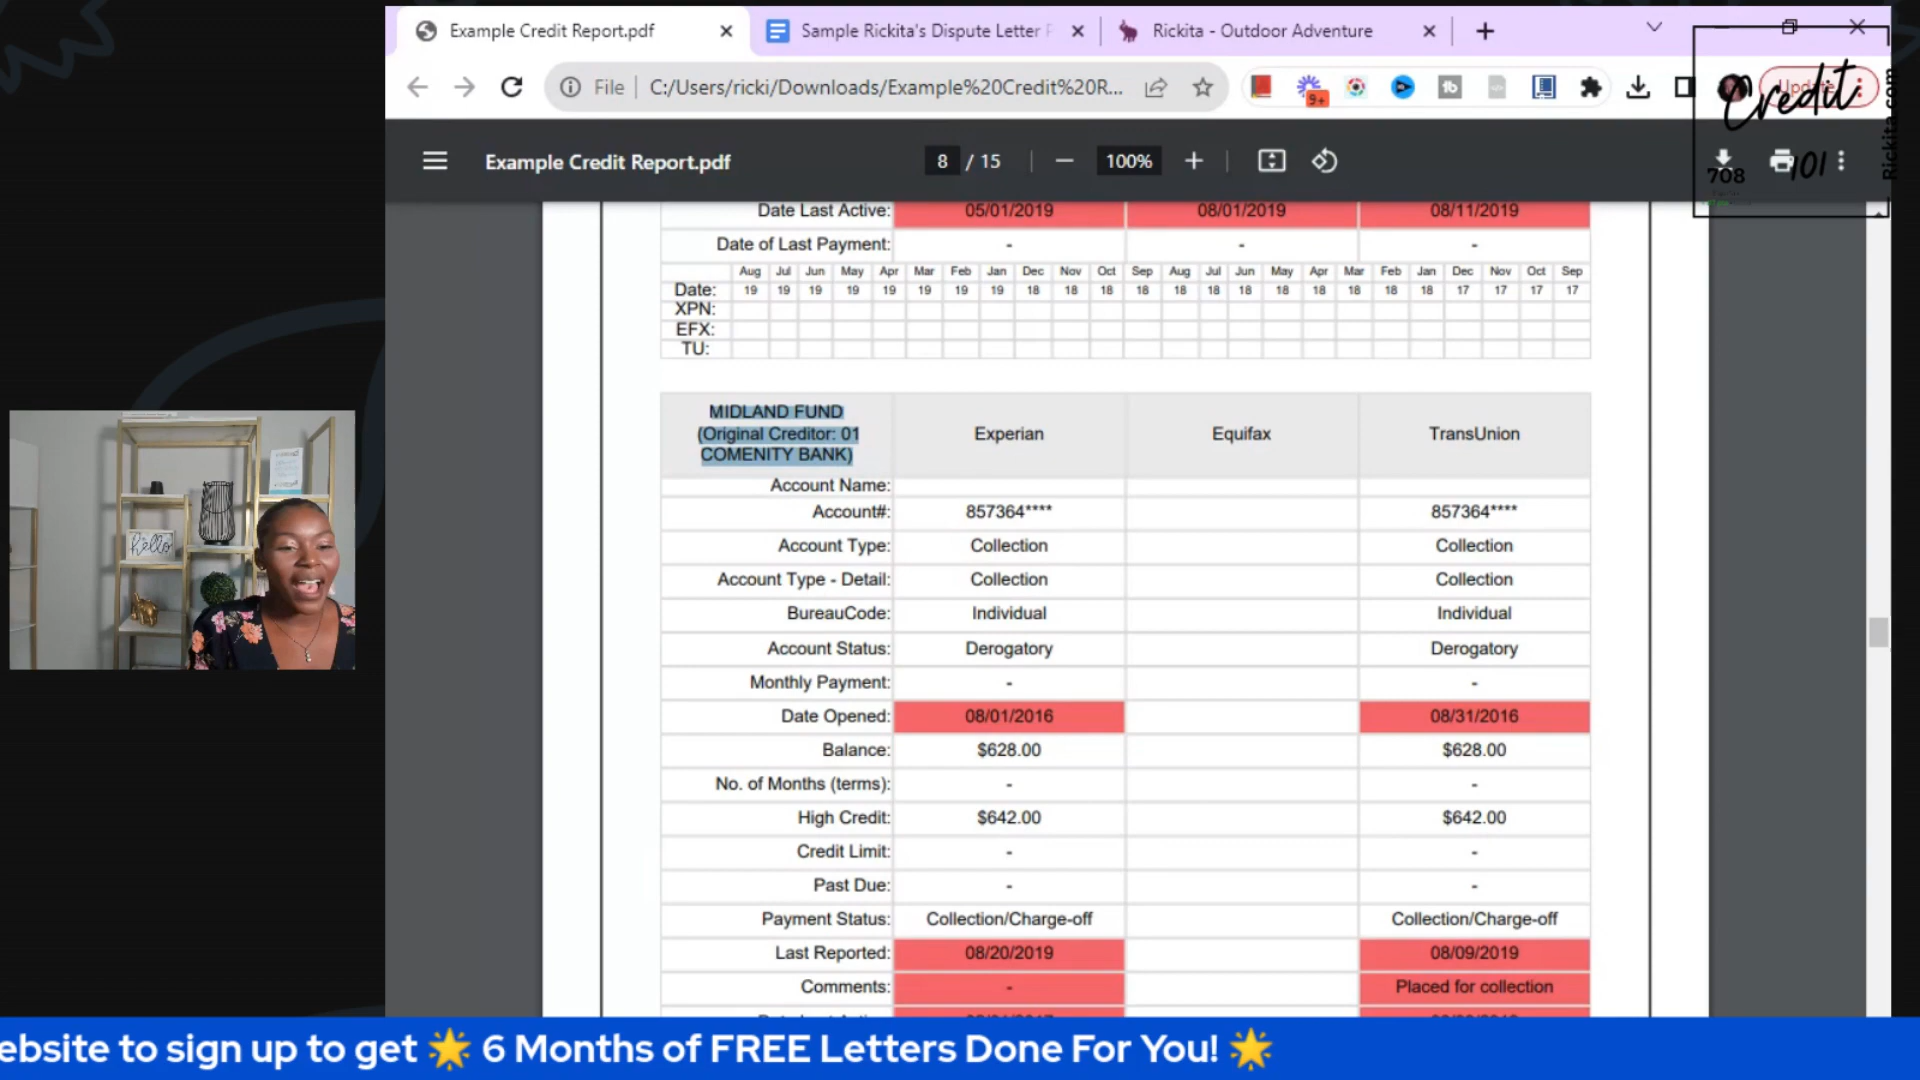 Example Credit Report.pdf
Sample Rickita's Dispute Letter
Rickita - Outdoor Adventure
File C:/Users/ricki/Downloads/Example%20Credit%20R...
9+
tb
Update
Credit
101
708
Rickita.com
Example Credit Report.pdf
8 / 15
100%
Date Last Active: 05/01/2019 08/01/2019 08/11/2019
Date of Last Payment: - - -
Aug Jul Jun May Apr Mar Feb Jan Dec Nov Oct Sep Aug Jul Jun May Apr Mar Feb Jan Dec Nov Oct Sep
Date: 19 19 19 19 19 19 19 19 18 18 18 18 18 18 18 18 18 18 18 18 17 17 17 17
XPN:
EFX:
TU:
MIDLAND FUND
(Original Creditor: 01
COMENITY BANK)
Experian Equifax TransUnion
Account Name:
Account#: 857364**** 857364****
Account Type: Collection Collection
Account Type - Detail: Collection Collection
BureauCode: Individual Individual
Account Status: Derogatory Derogatory
Monthly Payment: - -
Date Opened: 08/01/2016 08/31/2016
Balance: $628.00 $628.00
No. of Months (terms): - -
High Credit: $642.00 $642.00
Credit Limit: - -
Past Due: - -
Payment Status: Collection/Charge-off Collection/Charge-off
Last Reported: 08/20/2019 08/09/2019
Comments: - Placed for collection
hello
ebsite to sign up to get 🌟 6 Months of FREE Letters Done For You! 🌟